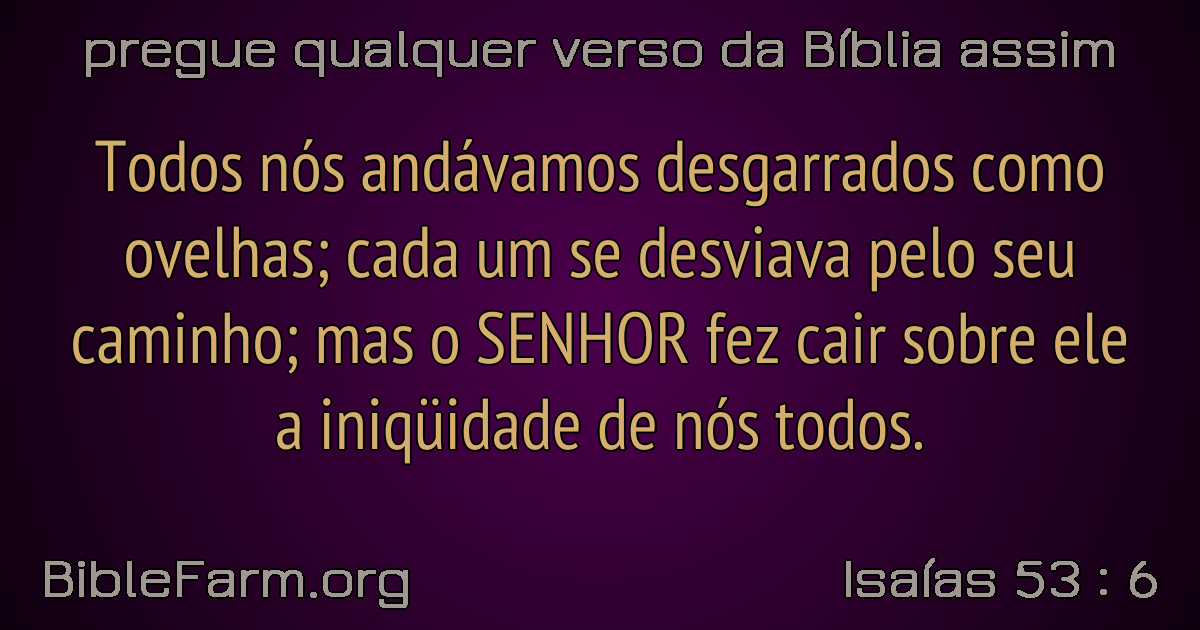 pregue qualquer verso da Bíblia assim
Todos nós andávamos desgarrados como
ovelhas; cada um se desviava pelo seu
caminho; mas o SENHOR fez cair sobre ele
a iniqüidade de nós todos.
BibleFarm.org
Isaías 53 : 6